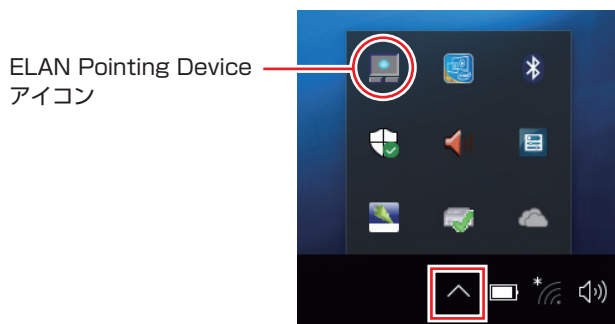 ELAN Pointing Device
アイコン